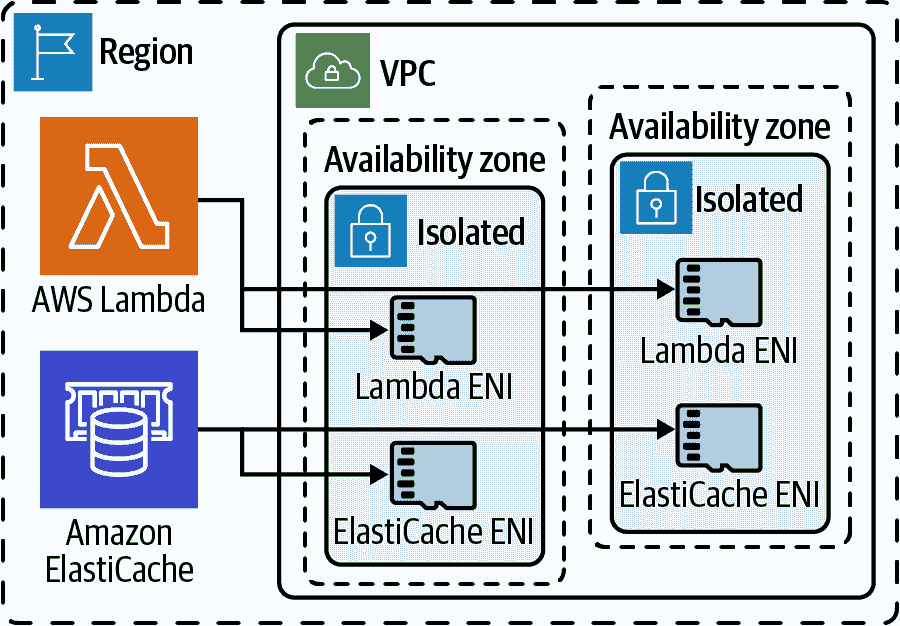 Region
VPC
AWS Lambda
Amazon
ElastiCache
Availability zone
Isolated
Lambda ENI
ElastiCache ENI
Availability zone
Isolated
Lambda ENI
ElastiCache ENI